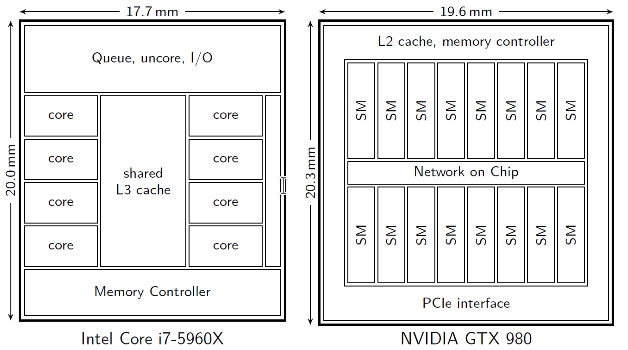 17.7 mm
20.0 mm
Queue, uncore, I/O
core
core
core
core
shared
L3 cache
core
core
core
core
Memory Controller
Intel Core i7-5960X
19.6 mm
20.3 mm
L2 cache, memory controller
SM
SM
SM
SM
SM
SM
SM
SM
Network on Chip
SM
SM
SM
SM
SM
SM
SM
SM
PCIe interface
NVIDIA GTX 980